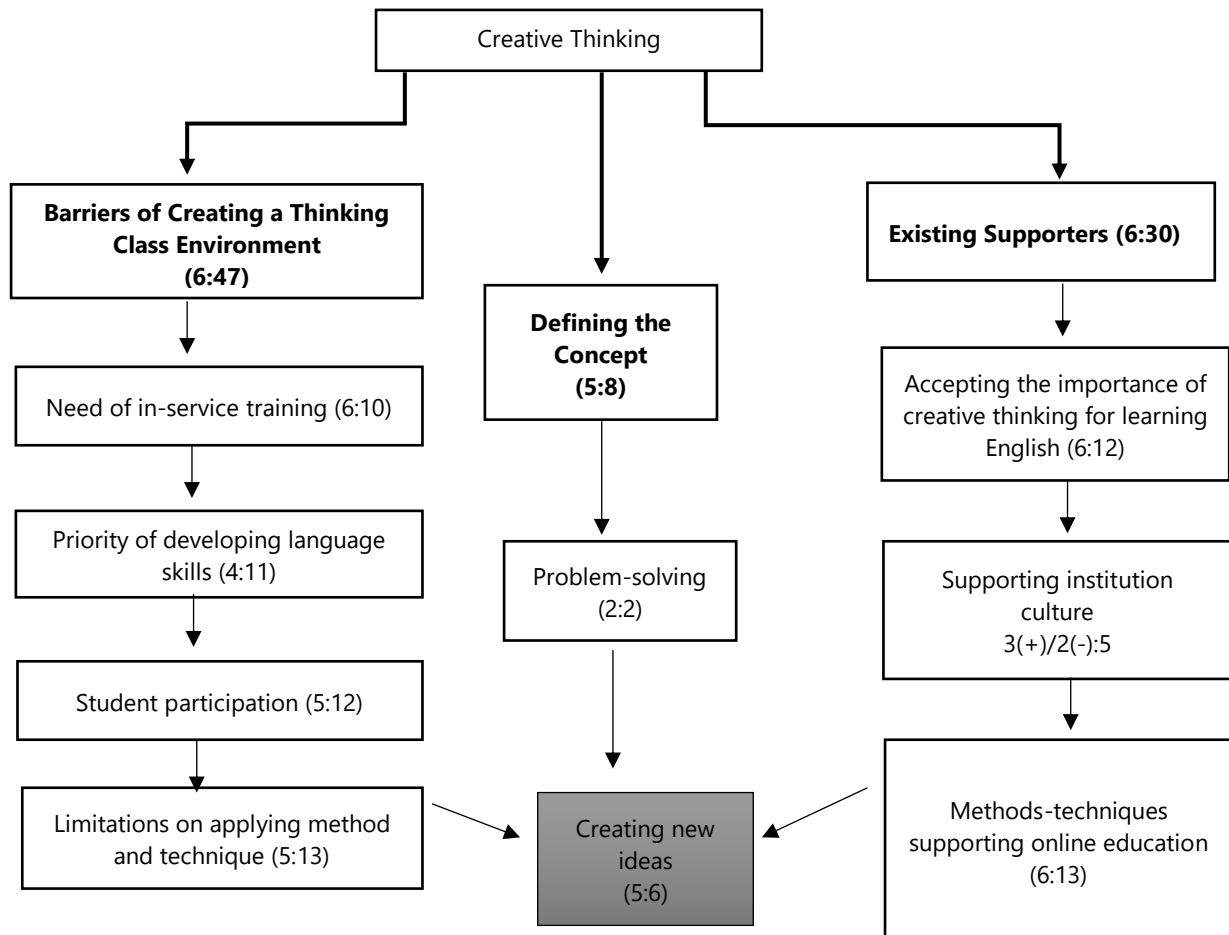 Creative Thinking
Barriers of Creating a Thinking
Class Environment
(6:47)
Need of in-service training (6:10)
Priority of developing language
skills (4:11)
Student participation (5:12)
Limitations on applying method
and technique (5:13)
Defining the
Concept
(5:8)
Problem-solving
(2:2)
Creating new
ideas
(5:6)
Existing Supporters (6:30)
Accepting the importance of
creative thinking for learning
English (6:12)
Supporting institution
culture
3(+)/2(-):5
Methods-techniques
supporting online education
(6:13)